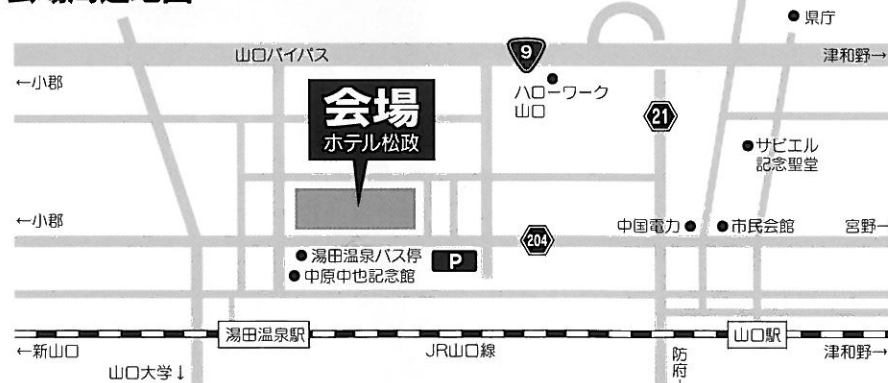 県庁
山口バイパス
9
津和野→
←小郡
ハローワーク
山口
会場
ホテル松政
21
サビエル
記念聖堂
←小郡
中国電力
市民会館
宮野→
204
湯田温泉バス停
P
中原中也記念館
湯田温泉駅
山口駅
←新山口
JR山口線
津和野→
山口大学↓
防府